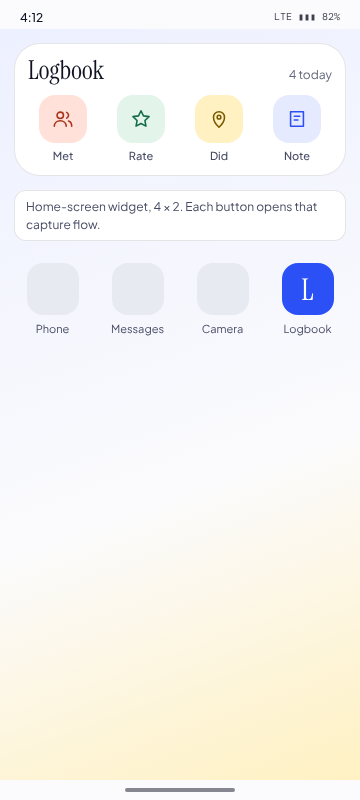 4:12
LTE 82%
Logbook
4 today
Met
Rate
Did
Note
Home-screen widget, 4 × 2. Each button opens that
capture flow.
L
Phone
Messages
Camera
Logbook